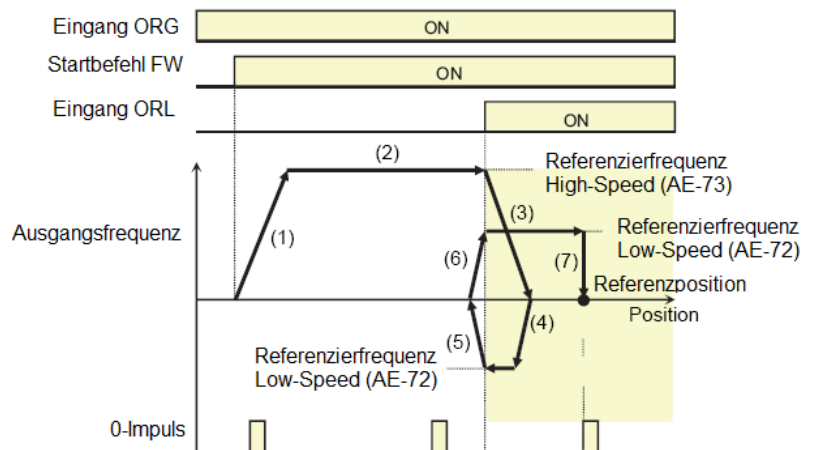 Eingang ORG
ON
Startbefehl FW
ON
Eingang ORL
ON
(2)
Referenzierfrequenz
High-Speed (AE-73)
(3)
Ausgangsfrequenz
(1)
Referenzierfrequenz
Low-Speed (AE-72)
(6)
(7)
Referenzposition
Position
(4)
(5)
Referenzierfrequenz
Low-Speed (AE-72)
0-Impuls